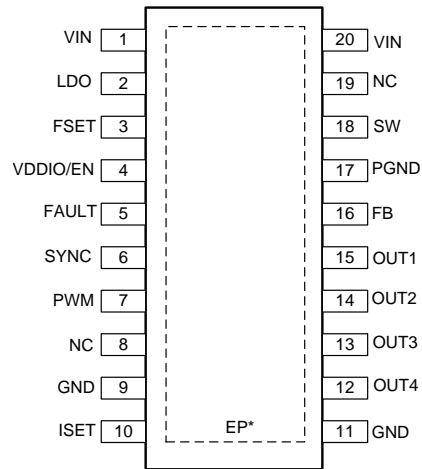 VIN 1 20 VIN
LDO 2 19 NC
FSET 3 18 SW
VDDIO/EN 4 17 PGND
FAULT 5 16 FB
SYNC 6 15 OUT1
PWM 7 14 OUT2
NC 8 13 OUT3
GND 9 12 OUT4
ISET 10 EP* 11 GND